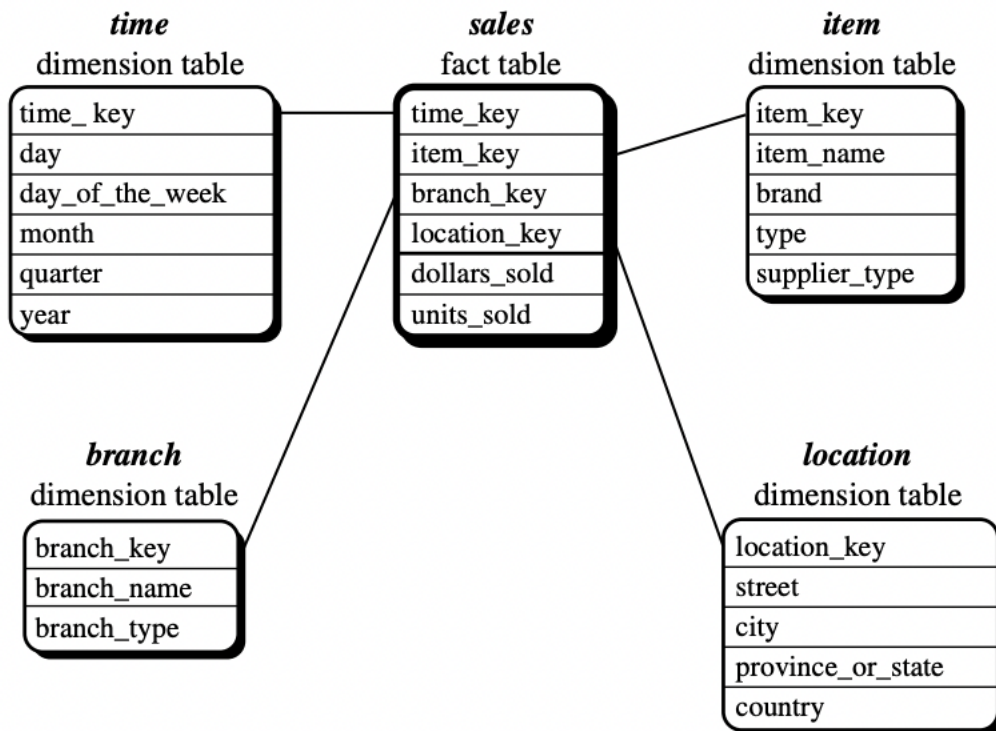 time
dimension table
time_ key
day
day_of_the_week
month
quarter
year
sales
fact table
time_key
item_key
branch_key
location_key
dollars_sold
units_sold
item
dimension table
item_key
item_name
brand
type
supplier_type
branch
dimension table
branch_key
branch_name
branch_type
location
dimension table
location_key
street
city
province_or_state
country